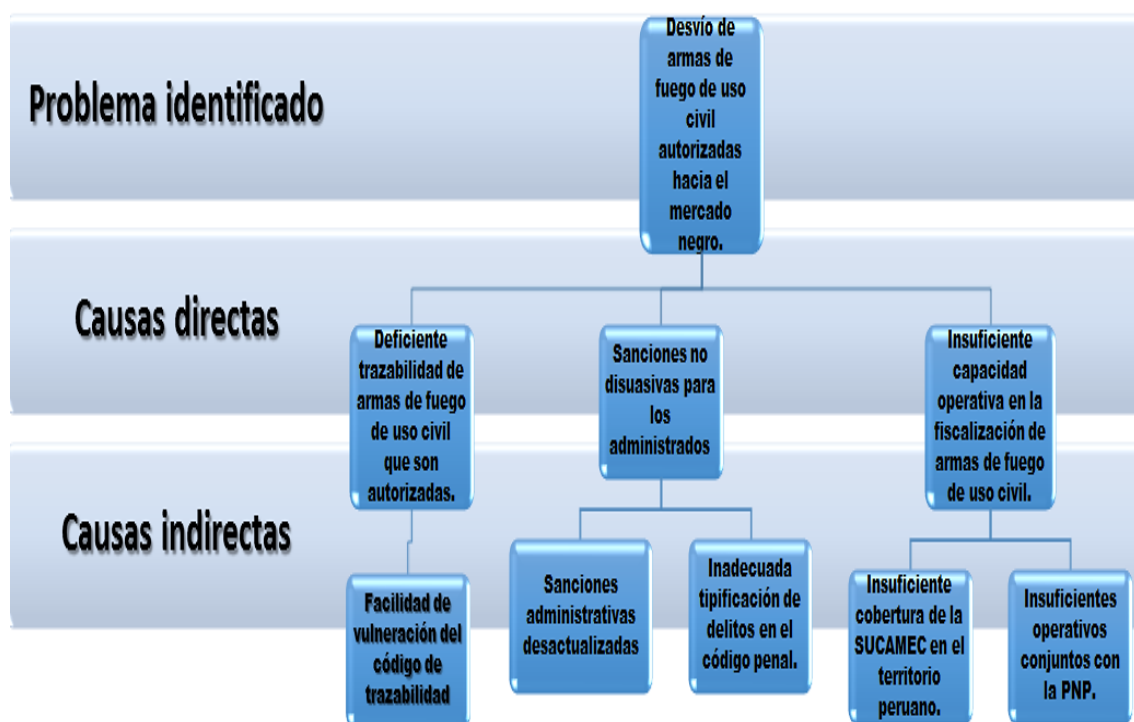 Problema identificado
Desvío de
armas de
fuego de uso
civil
autorizadas
hacia el
mercado
negro.
Causas directas
Deficiente
trazabilidad de
armas de fuego
de uso civil
que son
autorizadas.
Sanciones no
disuasivas para
los
administrados
Insuficiente
capacidad
operativa en la
fiscalización de
armas de fuego
de uso civil.
Causas indirectas
Facilidad de
vulneración del
código de
trazabilidad
Sanciones
administrativas
desactualizadas
Inadecuada
tipificación de
delitos en el
código penal.
Insuficiente
cobertura de la
SUCAMEC en el
territorio
peruano.
Insuficientes
operativos
conjuntos con
la PNP.